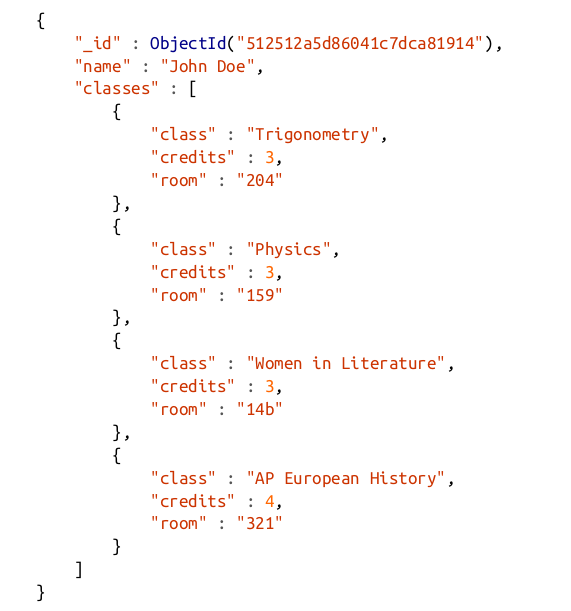 {
    "_id" : ObjectId("512512a5d86041c7dca81914"),
    "name" : "John Doe",
    "classes" : [
        {
            "class" : "Trigonometry",
            "credits" : 3,
            "room" : "204"
        },
        {
            "class" : "Physics",
            "credits" : 3,
            "room" : "159"
        },
        {
            "class" : "Women in Literature",
            "credits" : 3,
            "room" : "14b"
        },
        {
            "class" : "AP European History",
            "credits" : 4,
            "room" : "321"
        }
    ]
}